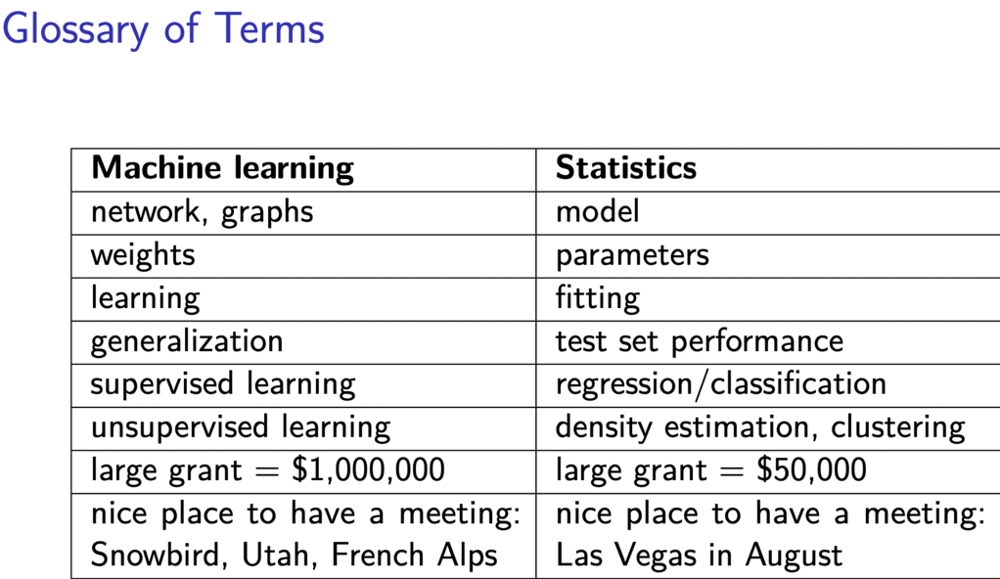 Glossary of Terms
Machine learning Statistics
network, graphs model
weights parameters
learning fitting
generalization test set performance
supervised learning regression/classification
unsupervised learning density estimation, clustering
large grant = $1,000,000 large grant = $50,000
nice place to have a meeting: nice place to have a meeting:
Snowbird, Utah, French Alps Las Vegas in August